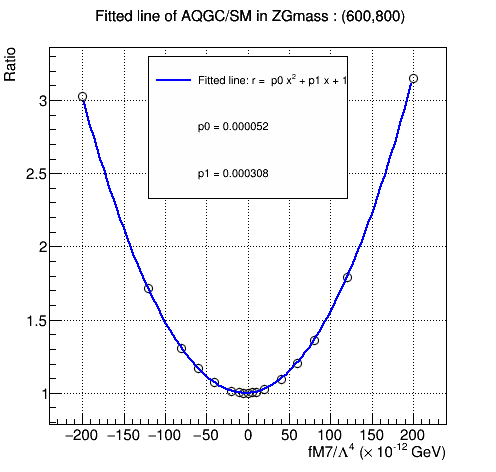 Fitted line of AQGC/SM in ZGmass : (600,800)
Ratio
Fitted line: r = p0 x² + p1 x + 1
p0 = 0.000052
p1 = 0.000308
3
2.5
2
1.5
1
−200 −150 −100 −50 0 50 100 150 200
fM7/Λ⁴ (× 10⁻¹² GeV)